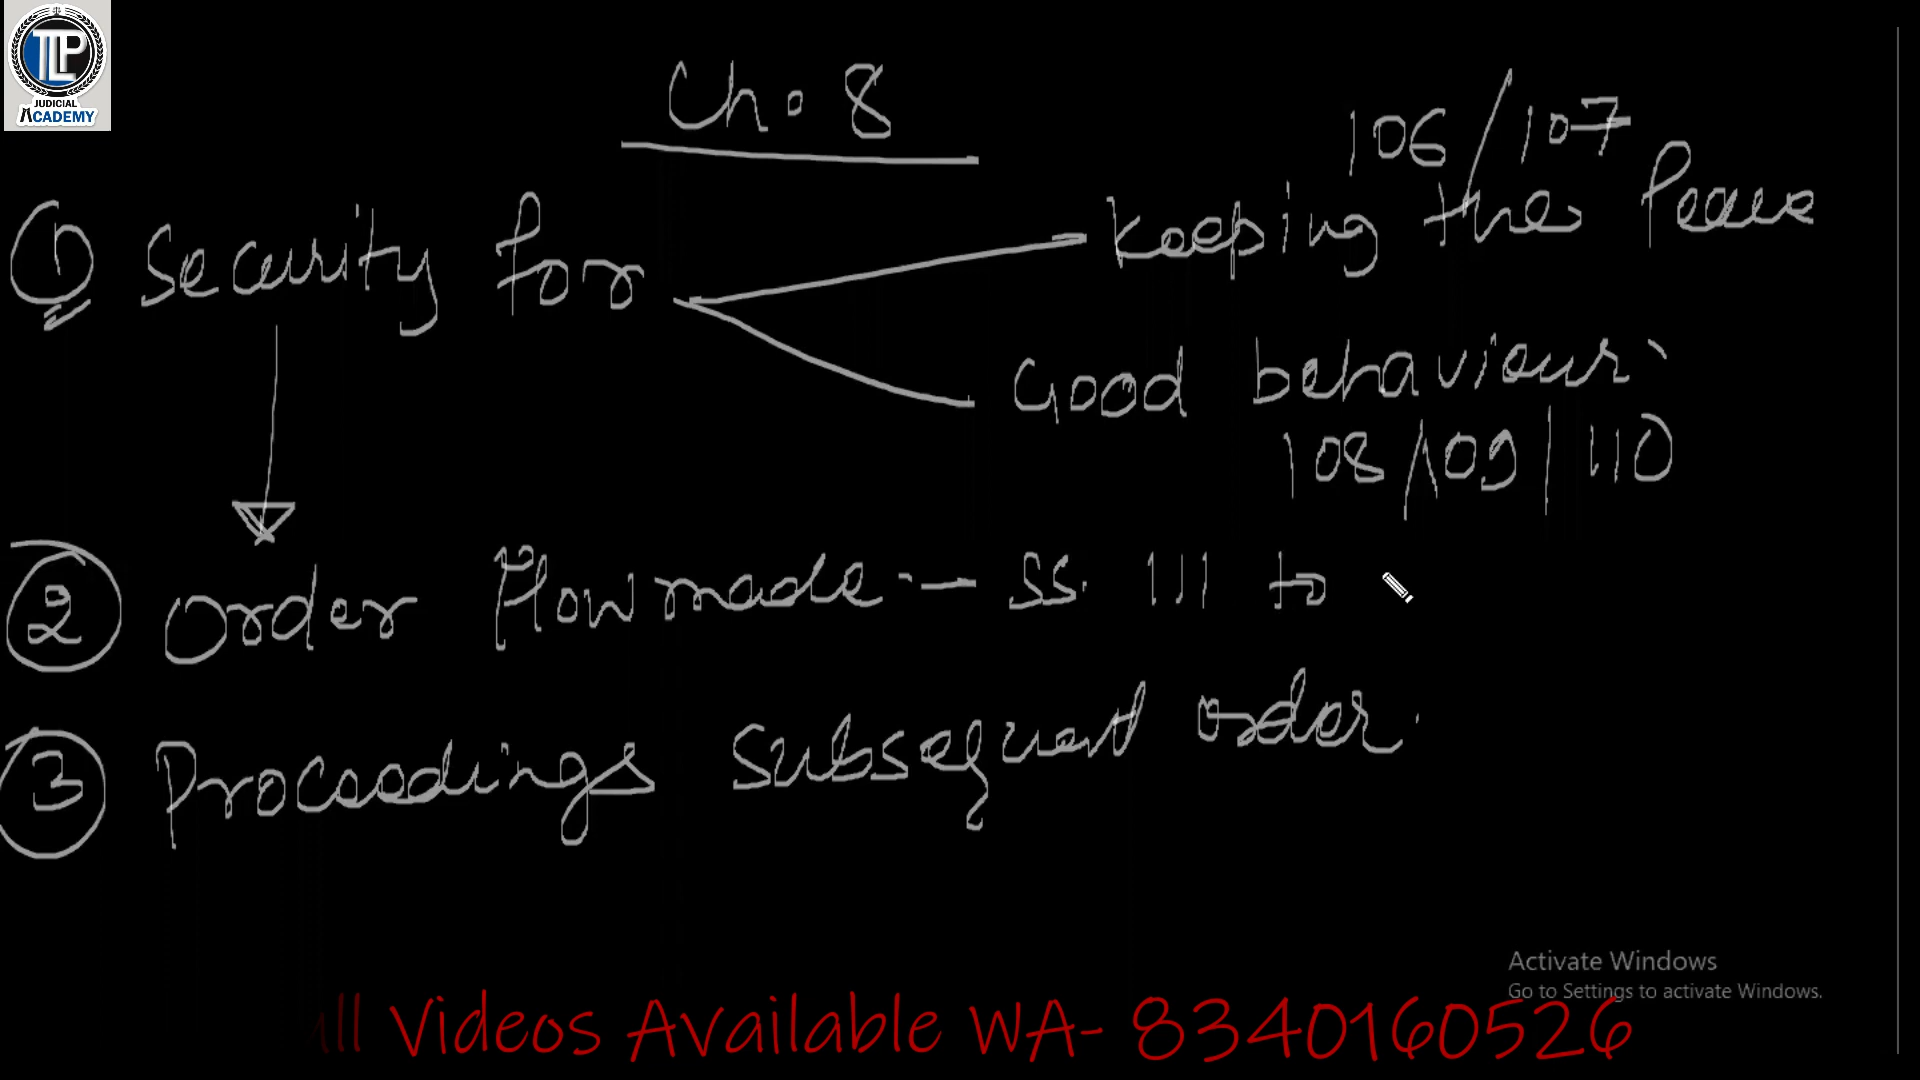 TLP
JUDICIAL
ACADEMY
Ch. 8
106/107
① Security for
Keeping the Peace
Good behaviour
108/109/110
② Order How made - SS. 111 to
③ Proceedings Subsequent order.
Activate Windows
Go to Settings to activate Windows.
ll Videos Available WA- 8340160526